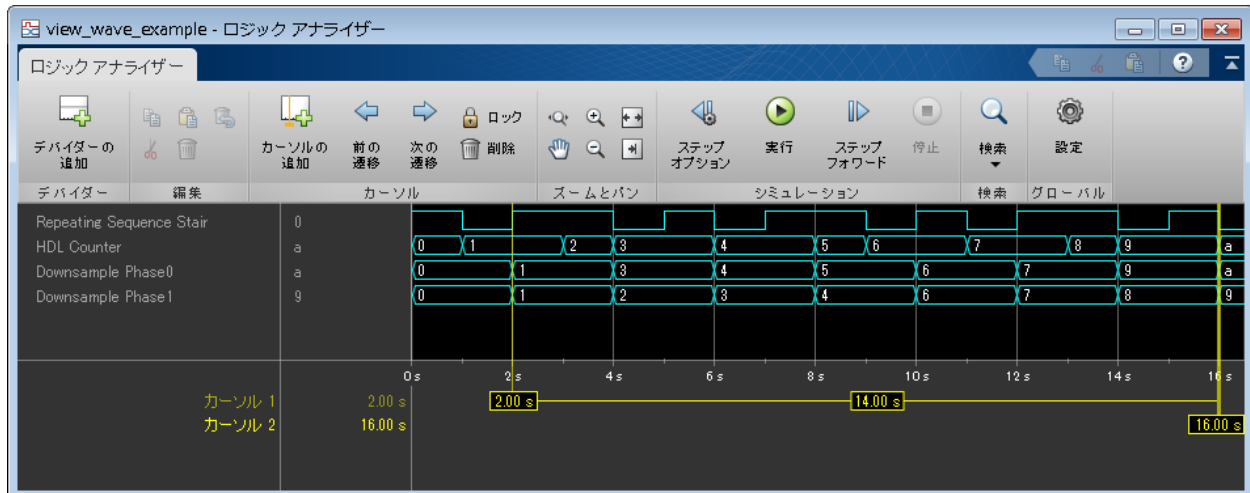 view_wave_example - ロジック アナライザー
ロジック アナライザー
?
デバイダーの追加
カーソルの追加
前の遷移
次の遷移
ロック
削除
ステップ オプション
実行
ステップ フォワード
停止
検索
設定
デバイダー 編集 カーソル ズームとパン シミュレーション 検索 グローバル
Repeating Sequence Stair 0
HDL Counter a 0 1 2 3 4 5 6 7 8 9 a
Downsample Phase0 a 0 1 3 4 5 6 7 9 a
Downsample Phase1 9 0 1 2 3 4 6 7 8 9
0 s 2 s 4 s 6 s 8 s 10 s 12 s 14 s 16 s
カーソル 1 2.00 s 2.00 s 14.00 s
カーソル 2 16.00 s 16.00 s